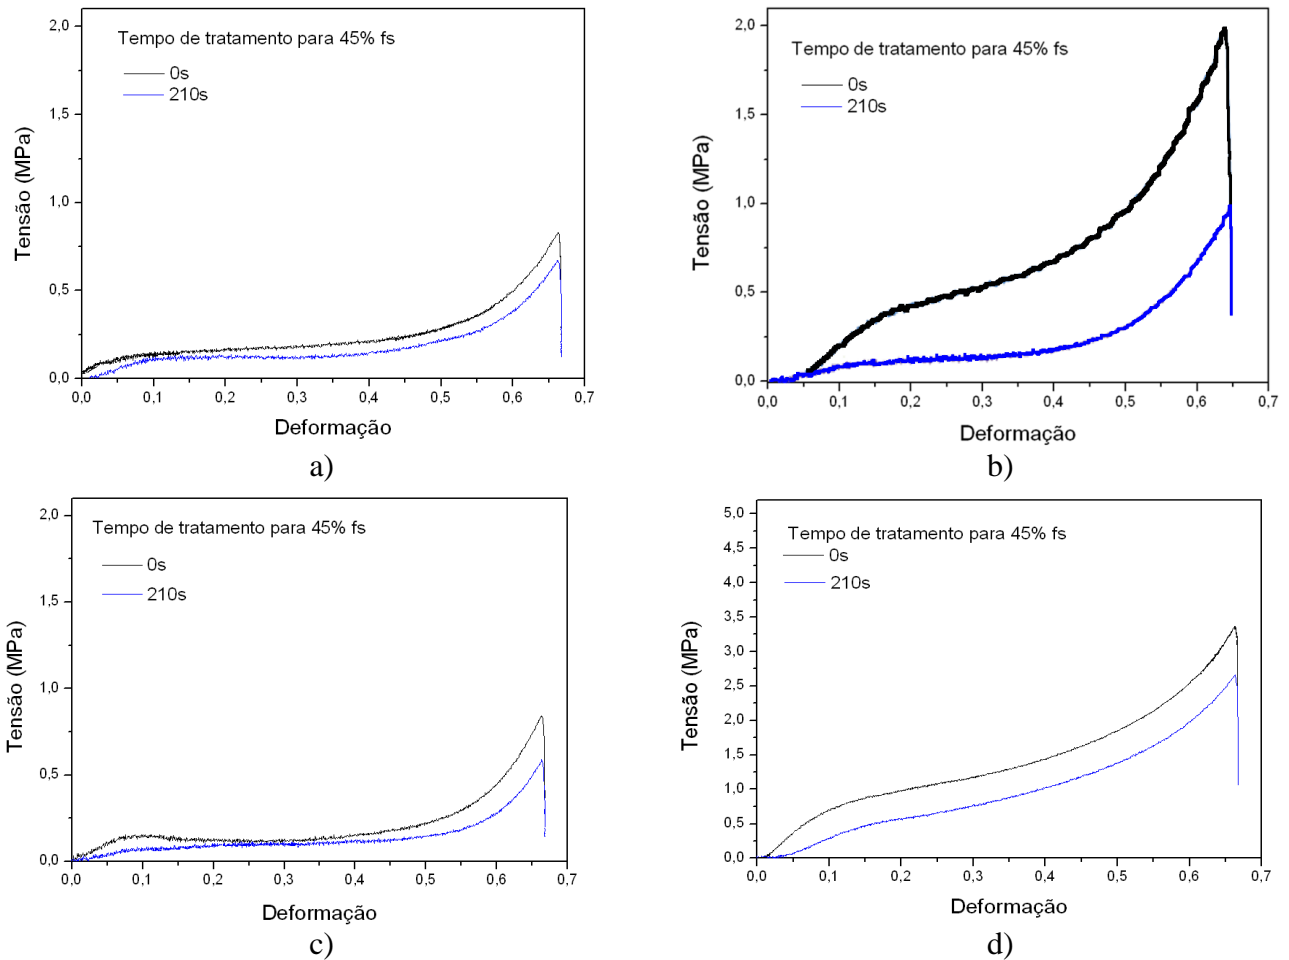 Tempo de tratamento para 45% fs
0s
210s
2,0
1,5
1,0
0,5
0,0
Tensão (MPa)
0,0 0,1 0,2 0,3 0,4 0,5 0,6 0,7
Deformação
a)
Tempo de tratamento para 45% fs
0s
210s
2,0
1,5
1,0
0,5
0,0
Tensão (MPa)
0,0 0,1 0,2 0,3 0,4 0,5 0,6 0,7
Deformação
b)
Tempo de tratamento para 45% fs
0s
210s
2,0
1,5
1,0
0,5
0,0
Tensão (MPa)
0,0 0,1 0,2 0,3 0,4 0,5 0,6 0,7
Deformação
c)
Tempo de tratamento para 45% fs
0s
210s
5,0
4,5
4,0
3,5
3,0
2,5
2,0
1,5
1,0
0,5
0,0
Tensão (MPa)
0,0 0,1 0,2 0,3 0,4 0,5 0,6 0,7
Deformação
d)